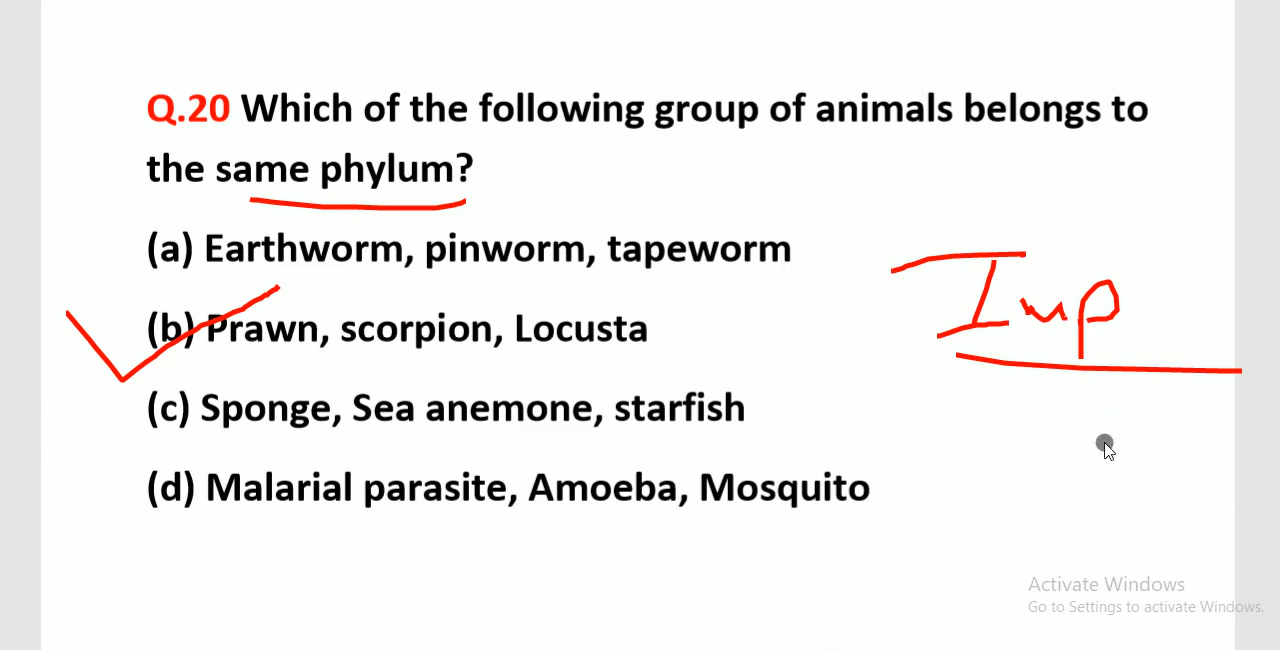 Q.20 Which of the following group of animals belongs to
the same phylum?
(a) Earthworm, pinworm, tapeworm
(b) Prawn, scorpion, Locusta
Imp
(c) Sponge, Sea anemone, starfish
(d) Malarial parasite, Amoeba, Mosquito
Activate Windows
Go to Settings to activate Windows.